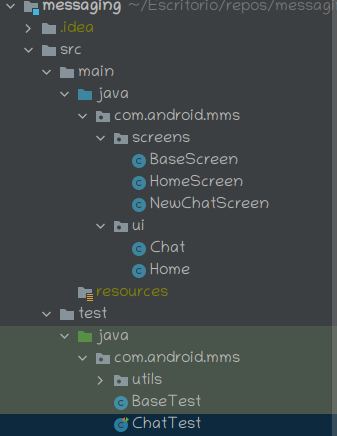 messaging ~/Escritorio/repos/messagi
.idea
src
main
java
com.android.mms
screens
BaseScreen
HomeScreen
NewChatScreen
ui
Chat
Home
resources
test
java
com.android.mms
utils
BaseTest
ChatTest